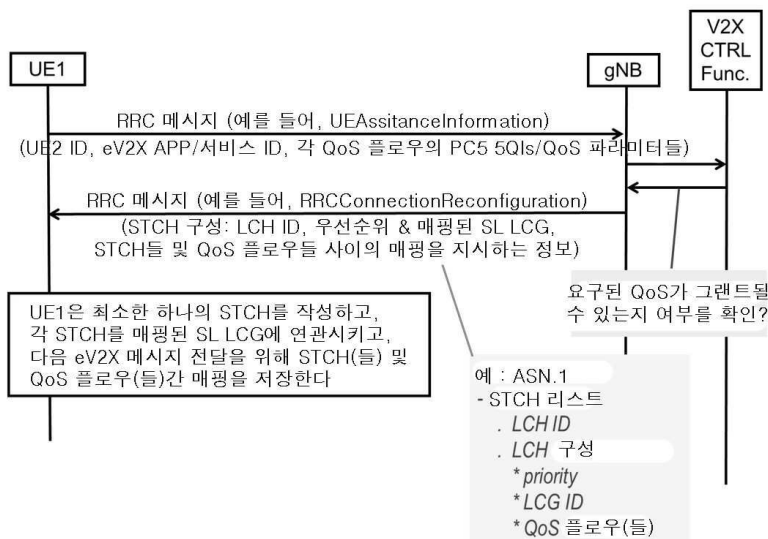 UE1
gNB
V2X
CTRL
Func.
RRC 메시지 (예를 들어, UEAssitanceInformation)
(UE2 ID, eV2X APP/서비스 ID, 각 QoS 플로우의 PC5 5QIs/QoS 파라미터들)
RRC 메시지 (예를 들어, RRCConnectionReconfiguration)
(STCH 구성: LCH ID, 우선순위 & 매핑된 SL LCG,
STCH들 및 QoS 플로우들 사이의 매핑을 지시하는 정보)
요구된 QoS가 그랜트될
수 있는지 여부를 확인?
UE1은 최소한 하나의 STCH를 작성하고,
각 STCH를 매핑된 SL LCG에 연관시키고,
다음 eV2X 메시지 전달을 위해 STCH(들) 및
QoS 플로우(들)간 매핑을 저장한다
예 : ASN.1
- STCH 리스트
. LCH ID
. LCH 구성
* priority
* LCG ID
* QoS 플로우(들)